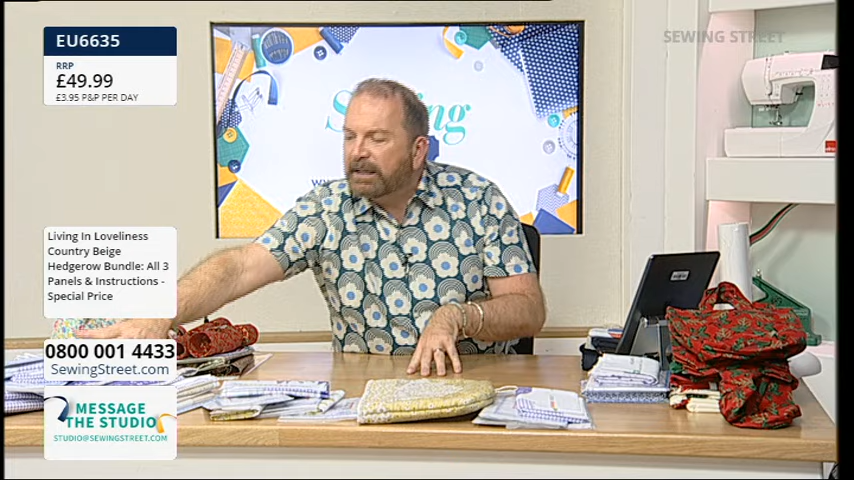 EU6635
RRP
£49.99
£3.95 P&P PER DAY
SEWING STREET
Living In Loveliness
Country Beige
Hedgerow Bundle: All 3
Panels & Instructions -
Special Price
0800 001 4433
SewingStreet.com
MESSAGE
THE STUDIO
STUDIO@SEWINGSTREET.COM